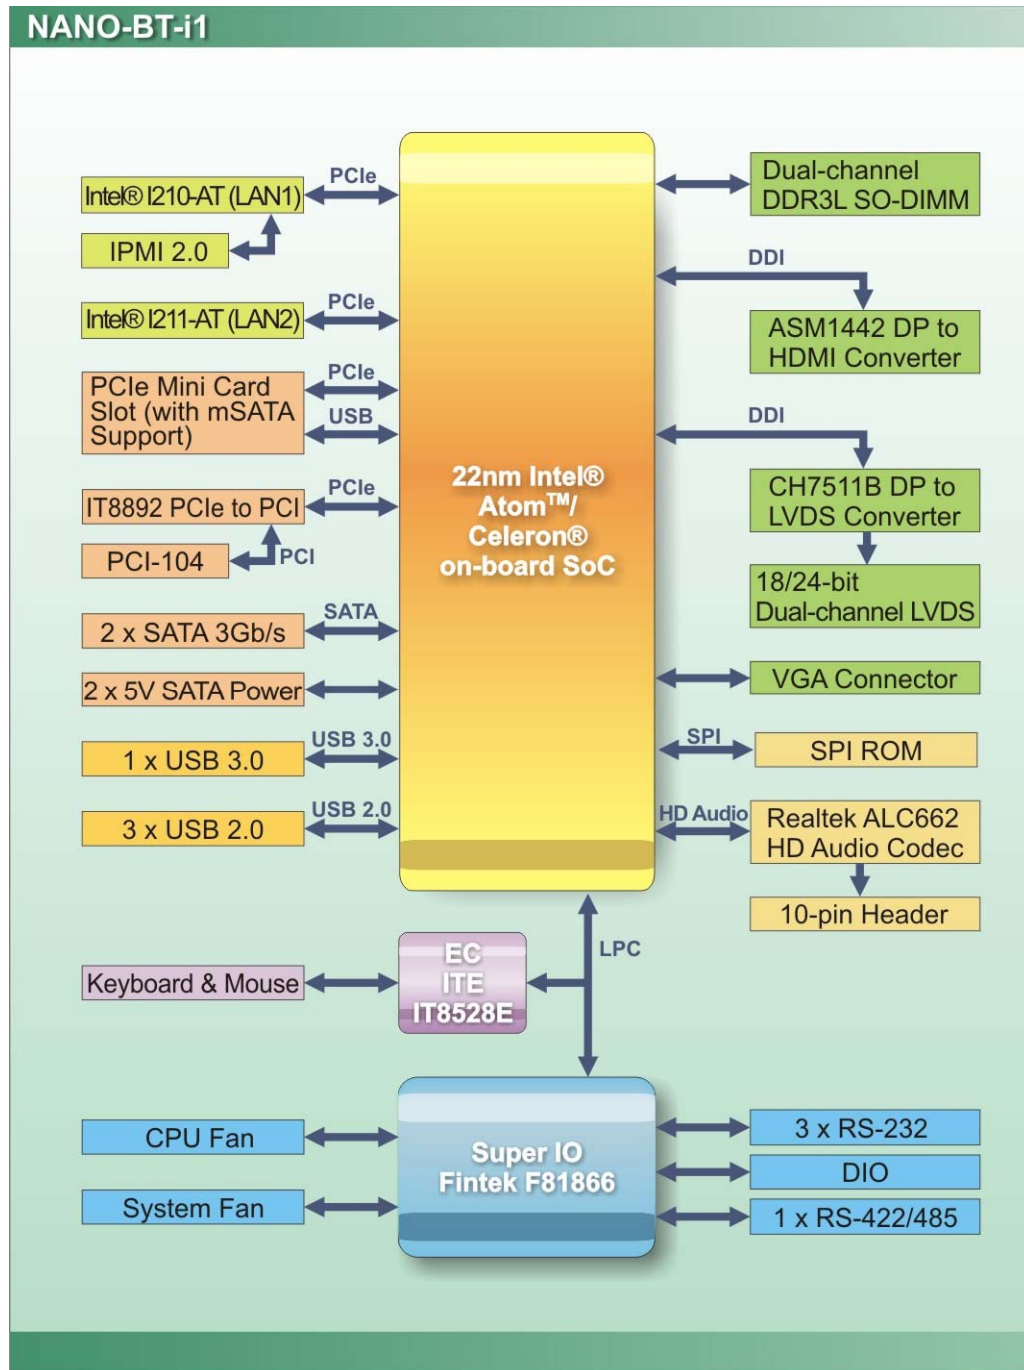 NANO-BT-i1
Intel® I210-AT (LAN1)
PCIe
IPMI 2.0
Intel® I211-AT (LAN2)
PCIe
PCIe Mini Card
Slot (with mSATA
Support)
PCIe
USB
IT8892 PCIe to PCI
PCIe
PCI-104
PCI
2 x SATA 3Gb/s
SATA
2 x 5V SATA Power
1 x USB 3.0
USB 3.0
3 x USB 2.0
USB 2.0
22nm Intel®
Atom™/
Celeron®
on-board SoC
Dual-channel
DDR3L SO-DIMM
DDI
ASM1442 DP to
HDMI Converter
DDI
CH7511B DP to
LVDS Converter
18/24-bit
Dual-channel LVDS
VGA Connector
SPI
SPI ROM
HD Audio
Realtek ALC662
HD Audio Codec
10-pin Header
LPC
Keyboard & Mouse
EC
ITE
IT8528E
CPU Fan
System Fan
Super IO
Fintek F81866
3 x RS-232
DIO
1 x RS-422/485